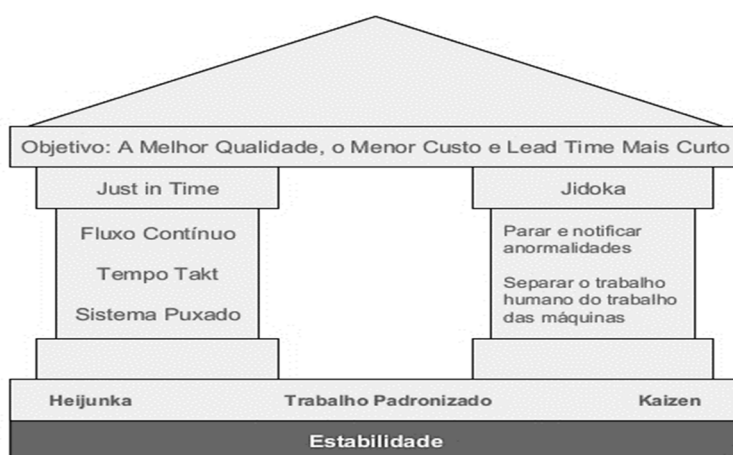 Objetivo: A Melhor Qualidade, o Menor Custo e Lead Time Mais Curto
Just in Time
Fluxo Contínuo
Tempo Takt
Sistema Puxado
Jidoka
Parar e notificar
anormalidades
Separar o trabalho
humano do trabalho
das máquinas
Heijunka
Trabalho Padronizado
Kaizen
Estabilidade